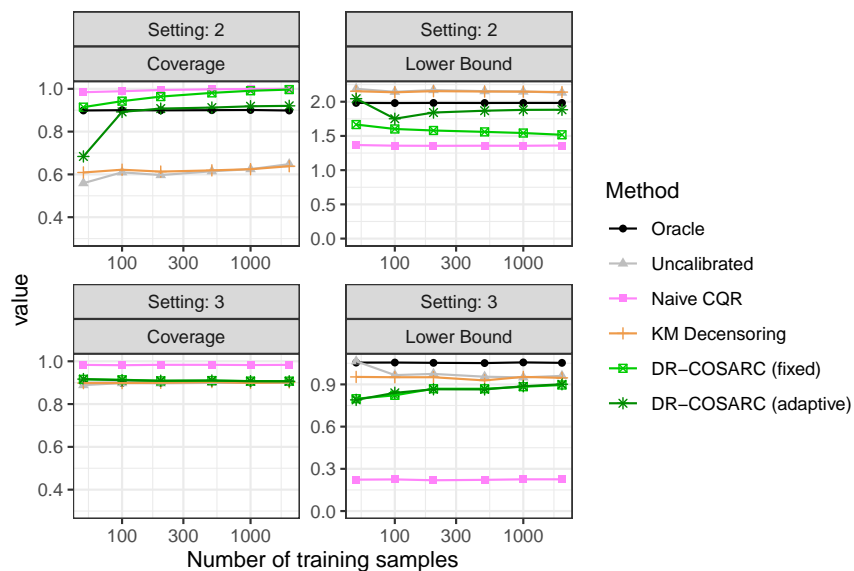 Setting: 2
Setting: 2
Coverage
Lower Bound
1.0
0.8
0.6
0.4
2.0
1.5
1.0
0.5
0.0
100
300
1000
100
300
1000
Setting: 3
Setting: 3
Coverage
Lower Bound
1.0
0.8
0.6
0.4
0.9
0.6
0.3
0.0
100
300
1000
100
300
1000
value
Number of training samples
Method
Oracle
Uncalibrated
Naive CQR
KM Decensoring
DR−COSARC (fixed)
DR−COSARC (adaptive)